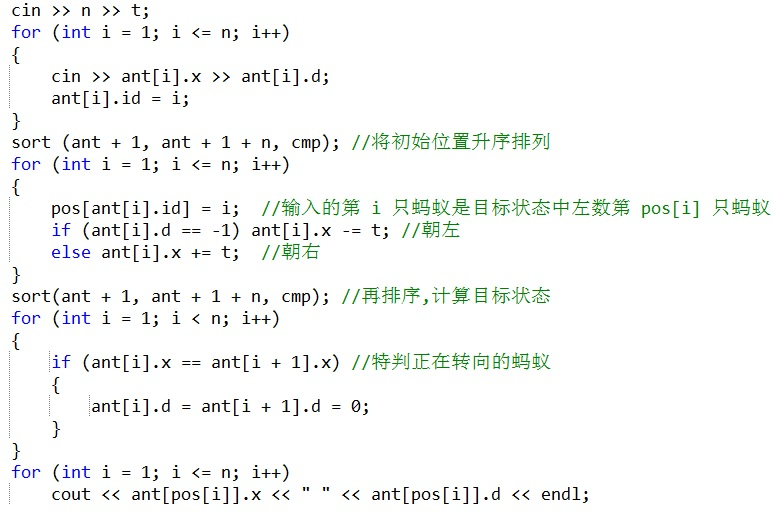 cin >> n >> t;
for (int i = 1; i <= n; i++)
{
    cin >> ant[i].x >> ant[i].d;
    ant[i].id = i;
}
sort (ant + 1, ant + 1 + n, cmp); //将初始位置升序排列
for (int i = 1; i <= n; i++)
{
    pos[ant[i].id] = i;  //输入的第 i 只蚂蚁是目标状态中左数第 pos[i] 只蚂蚁
    if (ant[i].d == -1) ant[i].x -= t; //朝左
    else ant[i].x += t;  //朝右
}
sort(ant + 1, ant + 1 + n, cmp); //再排序,计算目标状态
for (int i = 1; i < n; i++)
{
    if (ant[i].x == ant[i + 1].x) //特判正在转向的蚂蚁
    {
        ant[i].d = ant[i + 1].d = 0;
    }
}
for (int i = 1; i <= n; i++)
    cout << ant[pos[i]].x << " " << ant[pos[i]].d << endl;